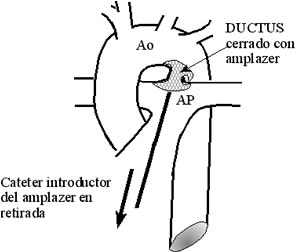 DUCTUS
cerrado con
amplazer
Ao
AP
Cateter introductor
del amplazer en
retirada